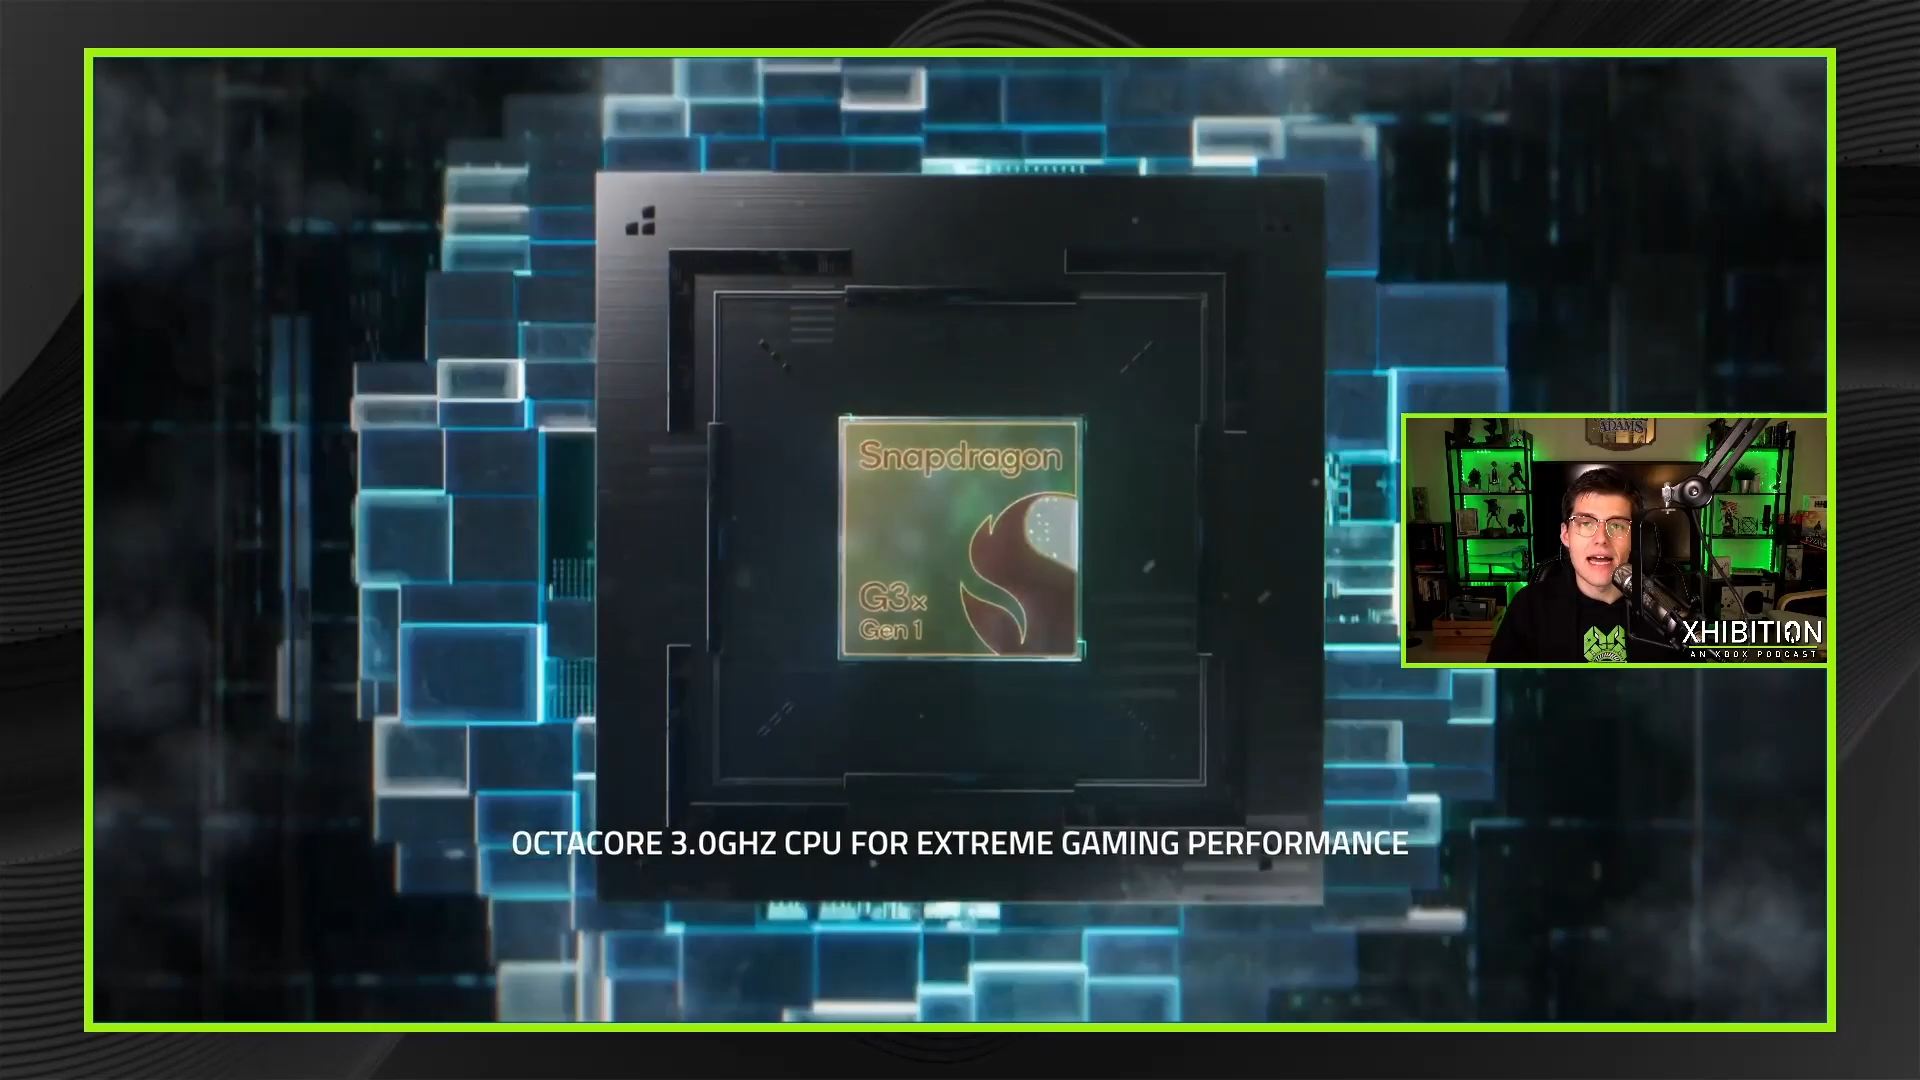 Snapdragon
G3x
Gen 1
OCTACORE 3.0GHZ CPU FOR EXTREME GAMING PERFORMANCE
ADAMS
XHIBITION
AN XBOX PODCAST